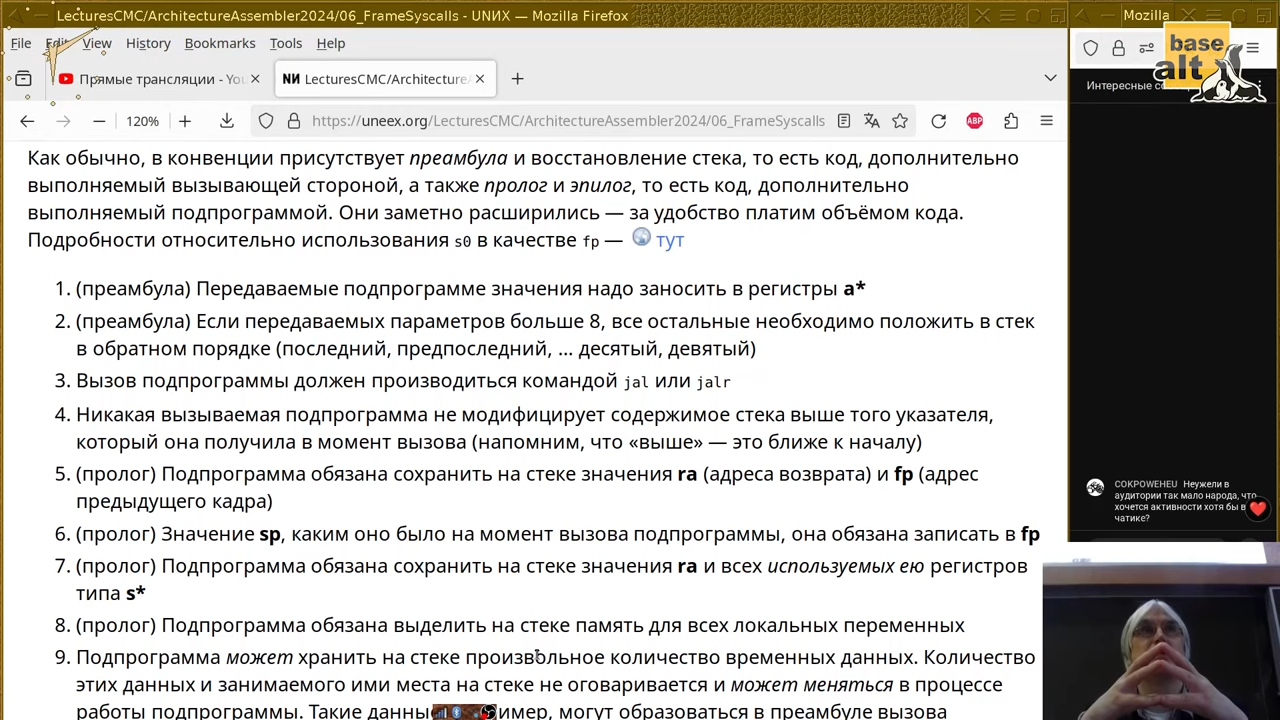 LecturesCMC/ArchitectureAssembler2024/06_FrameSyscalls - UNИX — Mozilla Firefox
Mozilla
File Edit View History Bookmarks Tools Help
Прямые трансляции - You
NИ LecturesCMC/ArchitectureA
120%
https://uneex.org/LecturesCMC/ArchitectureAssembler2024/06_FrameSyscalls
ABP
base
alt
Интересные
Как обычно, в конвенции присутствует преамбула и восстановление стека, то есть код, дополнительно
выполняемый вызывающей стороной, а также пролог и эпилог, то есть код, дополнительно
выполняемый подпрограммой. Они заметно расширились — за удобство платим объёмом кода.
Подробности относительно использования s0 в качестве fp — тут
1. (преамбула) Передаваемые подпрограмме значения надо заносить в регистры a*
2. (преамбула) Если передаваемых параметров больше 8, все остальные необходимо положить в стек
в обратном порядке (последний, предпоследний, … десятый, девятый)
3. Вызов подпрограммы должен производиться командой jal или jalr
4. Никакая вызываемая подпрограмма не модифицирует содержимое стека выше того указателя,
который она получила в момент вызова (напомним, что «выше» — это ближе к началу)
5. (пролог) Подпрограмма обязана сохранить на стеке значения ra (адреса возврата) и fp (адрес
предыдущего кадра)
6. (пролог) Значение sp, каким оно было на момент вызова подпрограммы, она обязана записать в fp
7. (пролог) Подпрограмма обязана сохранить на стеке значения ra и всех используемых ею регистров
типа s*
8. (пролог) Подпрограмма обязана выделить на стеке память для всех локальных переменных
9. Подпрограмма может хранить на стеке произвольное количество временных данных. Количество
этих данных и занимаемого ими места на стеке не оговаривается и может меняться в процессе
работы подпрограммы. Такие данны имер, могут образоваться в преамбуле вызова
COKPOWEHEU Неужели в
аудитории так мало народа, что
хочется активности хотя бы в
чатике?